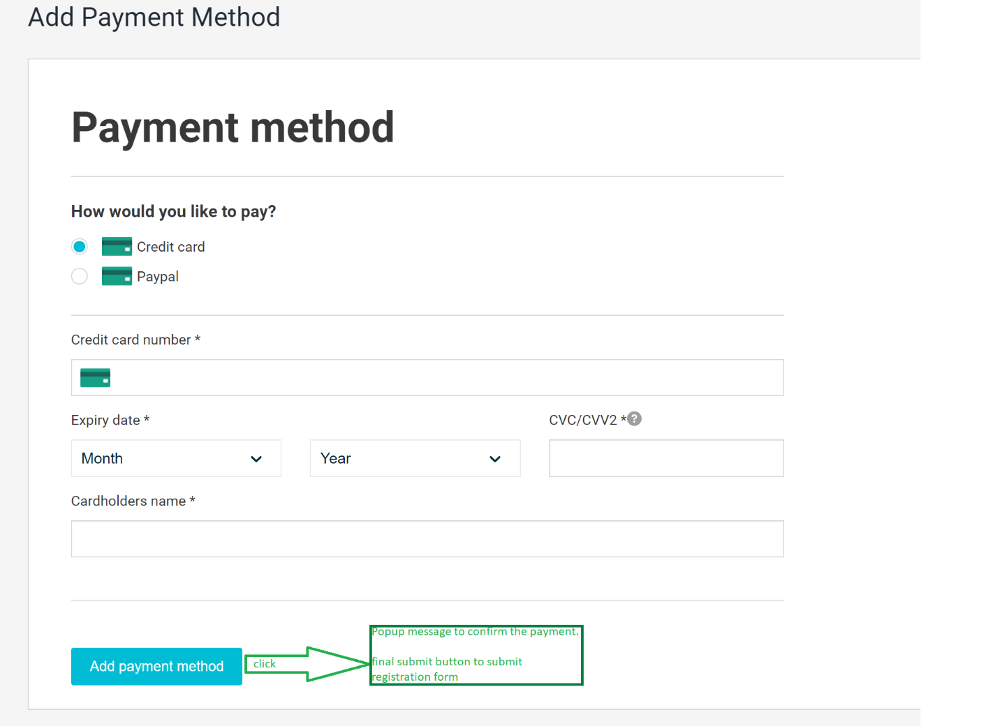 Add Payment Method
Payment method
How would you like to pay?
Credit card
Paypal
Credit card number *
Expiry date *
CVC/CVV2 *?
Month
Year
Cardholders name *
Add payment method
click
Popup message to confirm the payment.
final submit button to submit
registration form